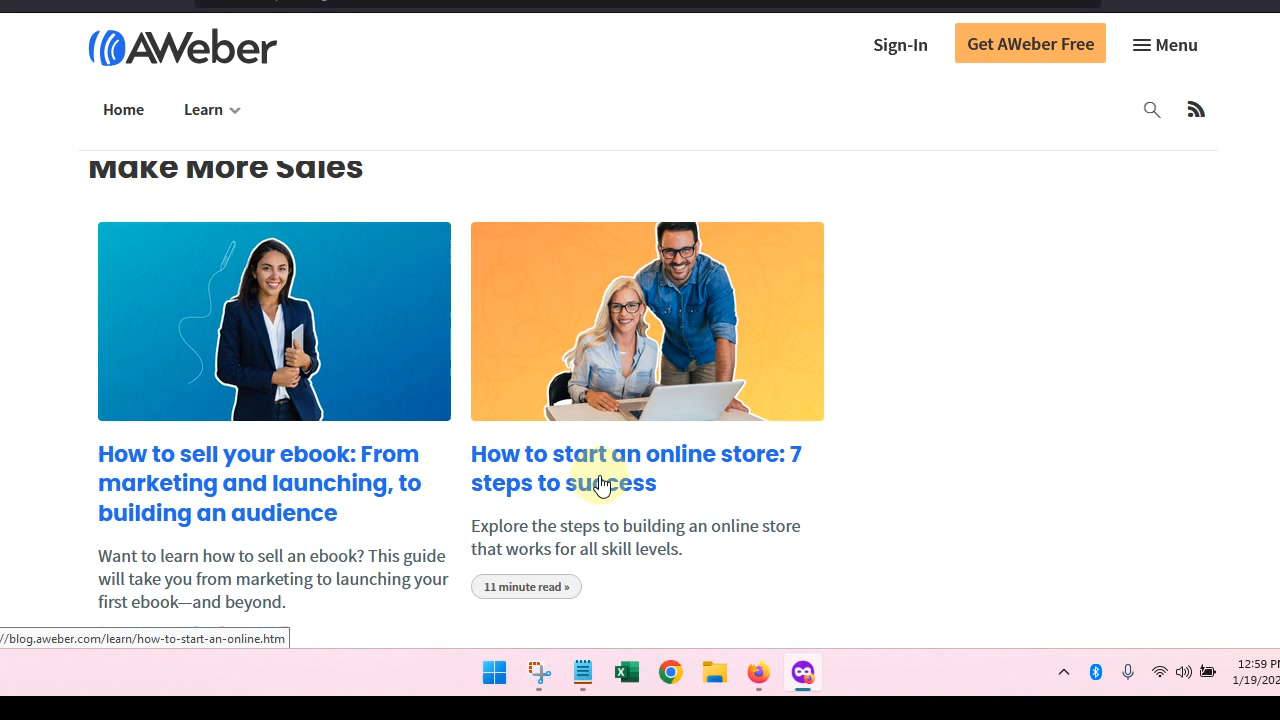 AWeber
Sign-In
Get AWeber Free
Menu
Home
Learn
Make More Sales
How to sell your ebook: From
marketing and launching, to
building an audience
Want to learn how to sell an ebook? This guide
will take you from marketing to launching your
first ebook—and beyond.
How to start an online store: 7
steps to success
Explore the steps to building an online store
that works for all skill levels.
11 minute read »
//blog.aweber.com/learn/how-to-start-an-online.htm
12:59 PM
1/19/202